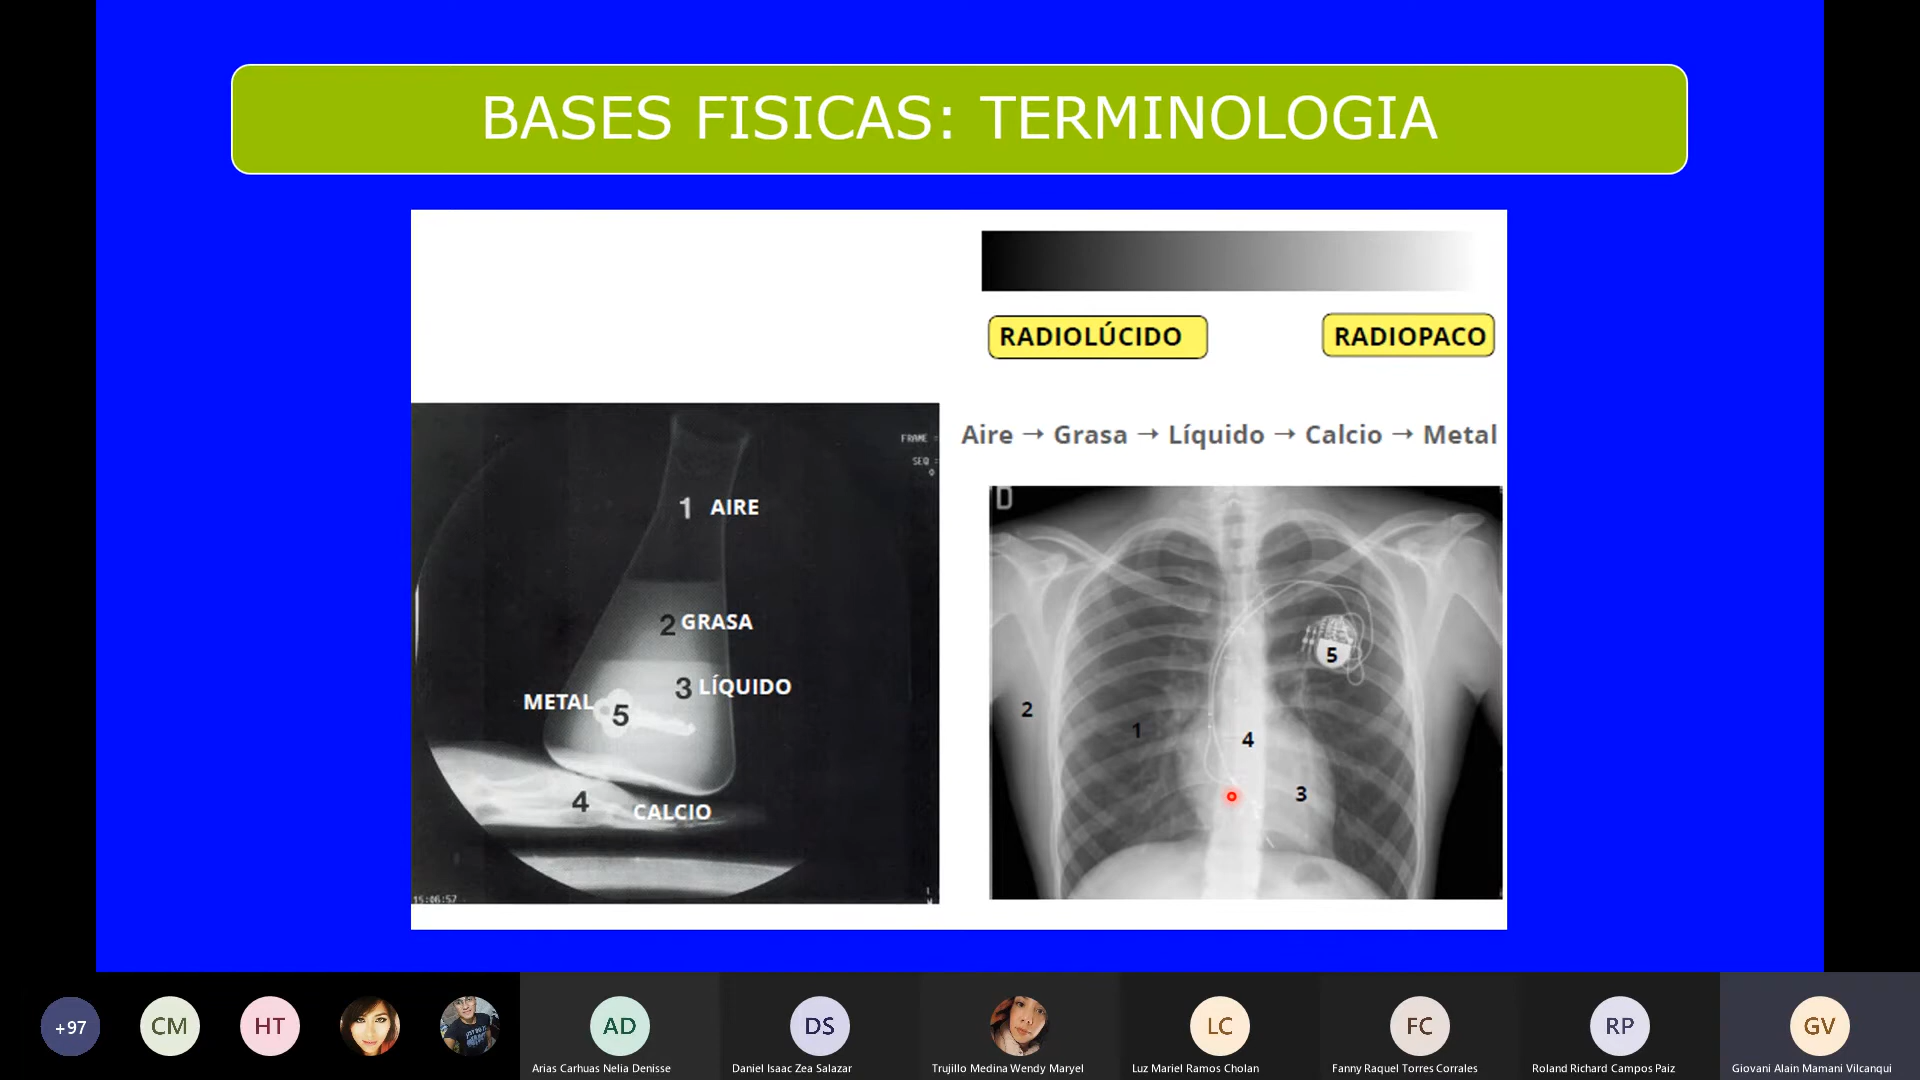 BASES FISICAS: TERMINOLOGIA
RADIOLÚCIDO
RADIOPACO
Aire → Grasa → Líquido → Calcio → Metal
FRAME =
SEQ =
0
1 AIRE
2 GRASA
3 LÍQUIDO
METAL
5
4
CALCIO
15:06:57
D
5
2
1
4
3
+97
CM
HT
AD
DS
LC
FC
RP
GV
Arias Carhuas Nelia Denisse
Daniel Isaac Zea Salazar
Trujillo Medina Wendy Maryel
Luz Mariel Ramos Cholan
Fanny Raquel Torres Corrales
Roland Richard Campos Paiz
Giovani Alain Mamani Vilcanqui